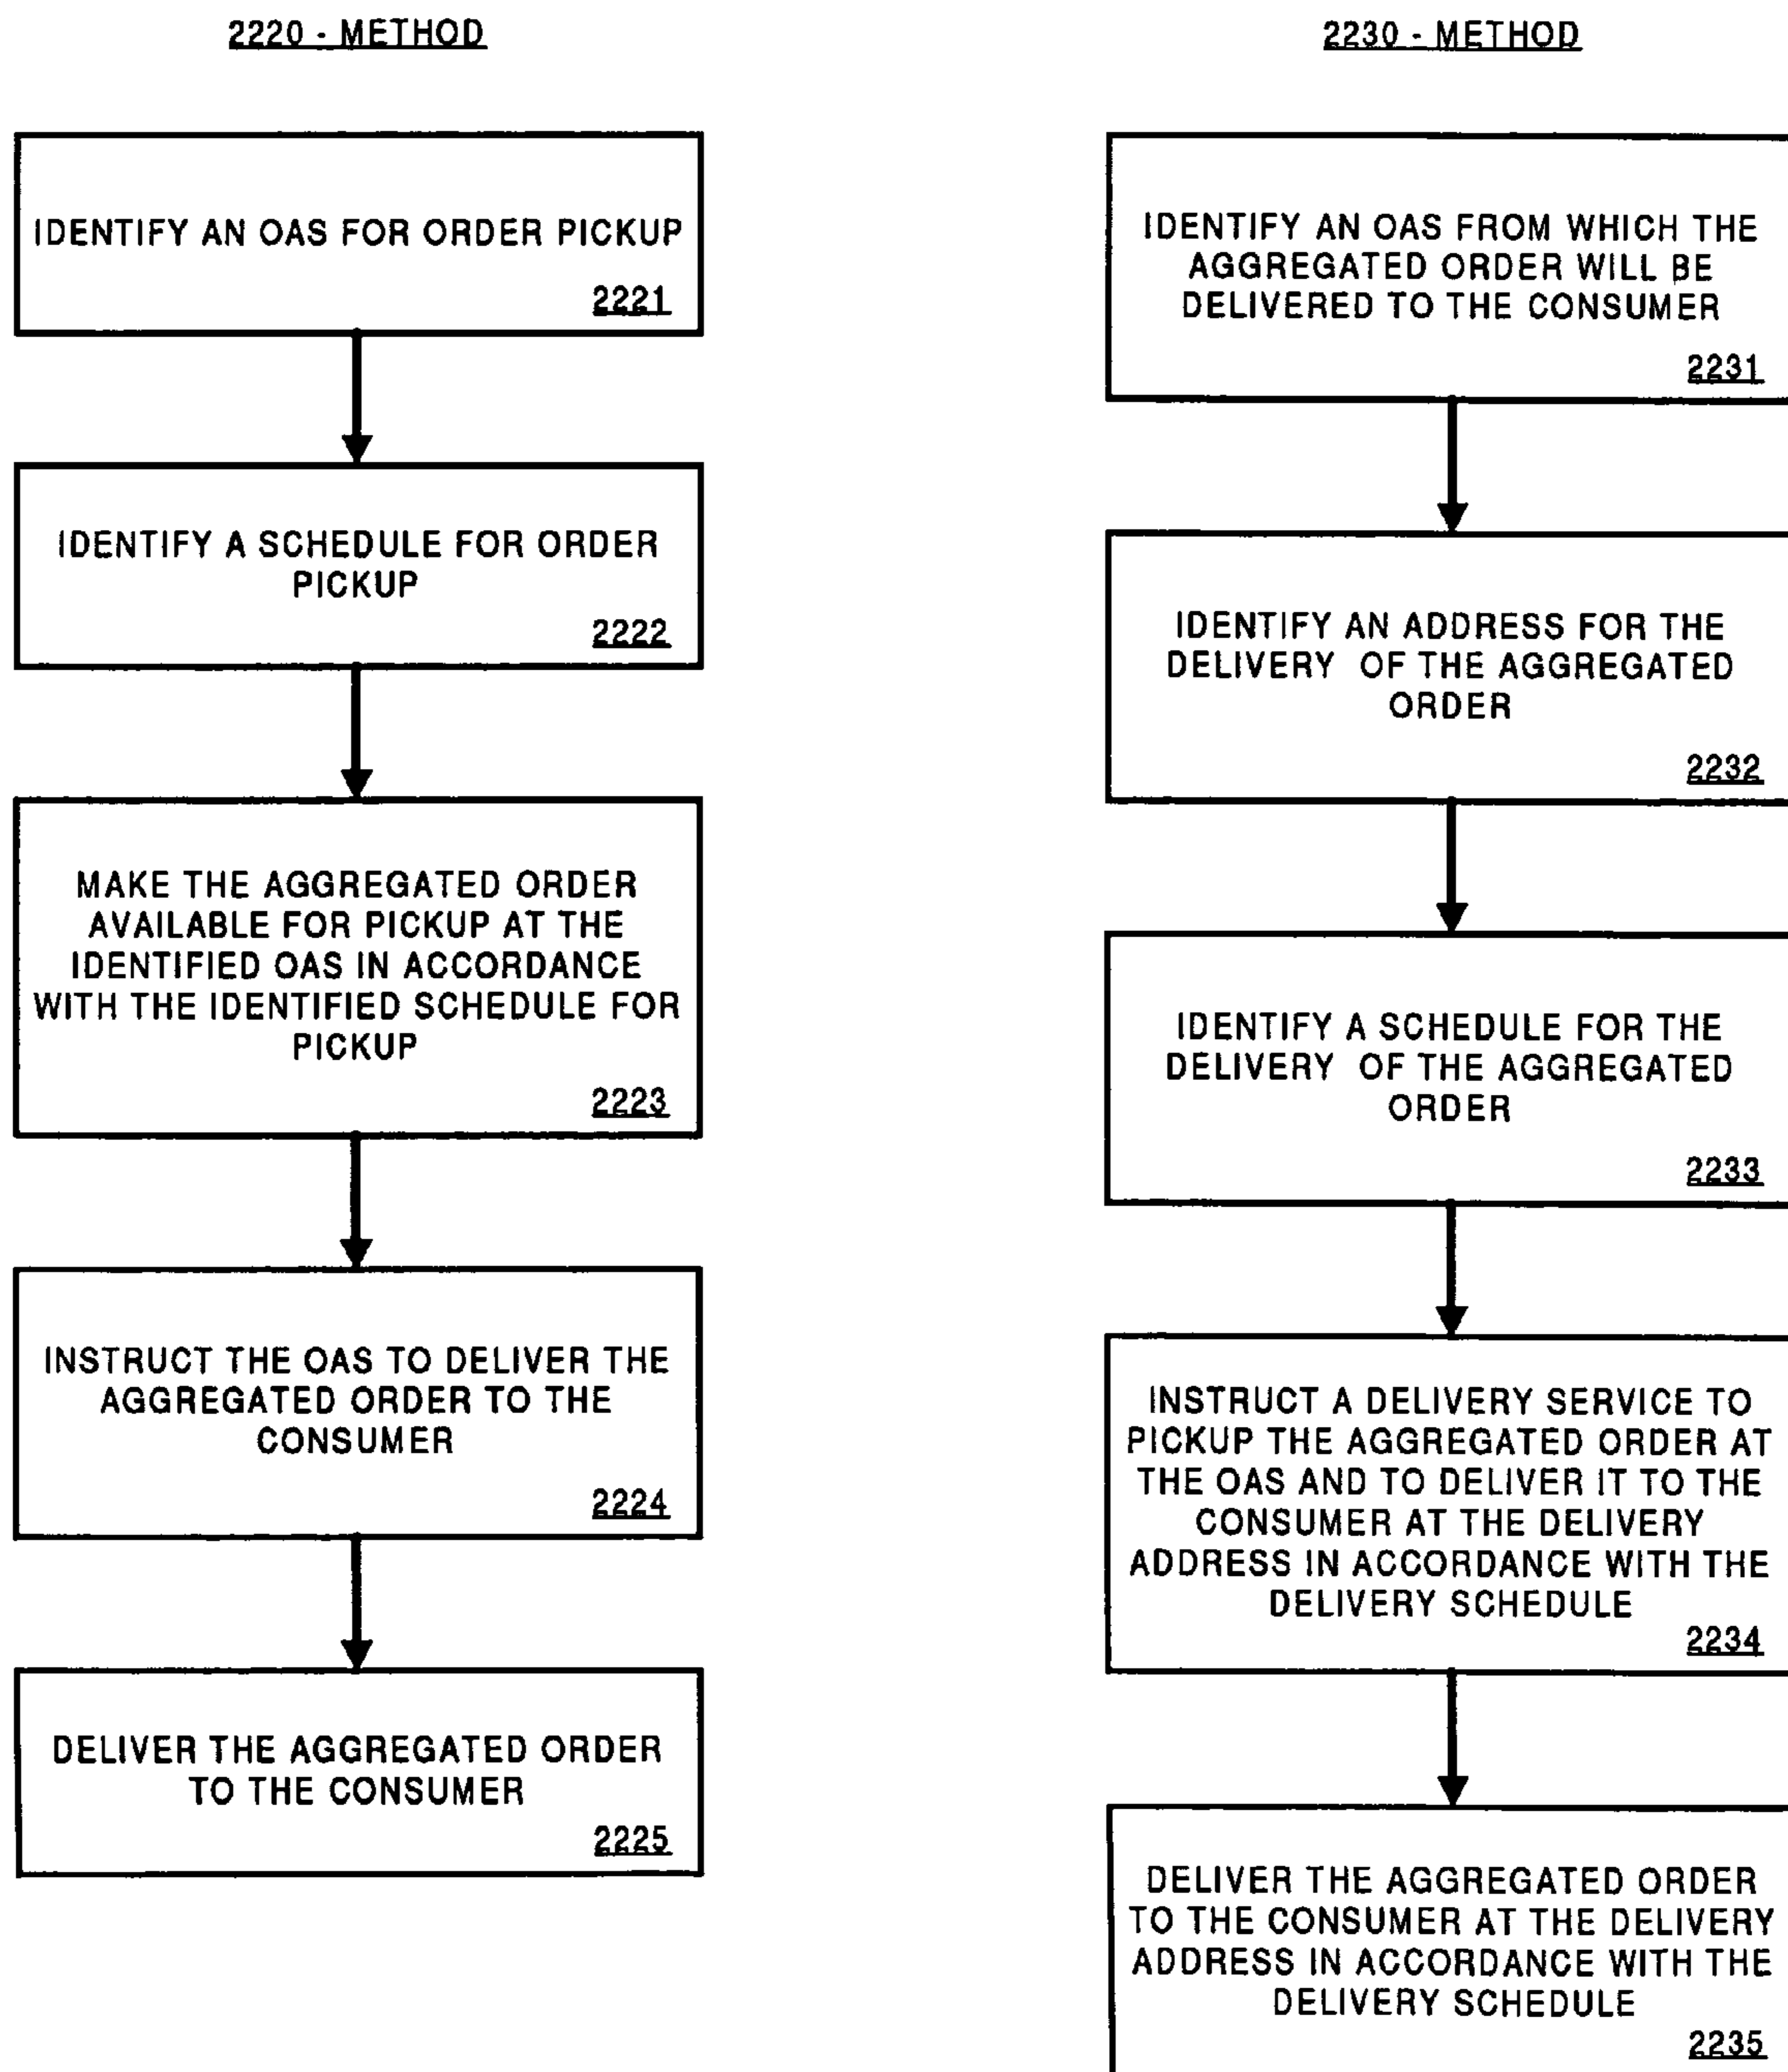 2220 - METHOD
IDENTIFY AN OAS FOR ORDER PICKUP
2221
IDENTIFY A SCHEDULE FOR ORDER
PICKUP
2222
MAKE THE AGGREGATED ORDER
AVAILABLE FOR PICKUP AT THE
IDENTIFIED OAS IN ACCORDANCE
WITH THE IDENTIFIED SCHEDULE FOR
PICKUP
2223
INSTRUCT THE OAS TO DELIVER THE
AGGREGATED ORDER TO THE
CONSUMER
2224
DELIVER THE AGGREGATED ORDER
TO THE CONSUMER
2225
2230 - METHOD
IDENTIFY AN OAS FROM WHICH THE
AGGREGATED ORDER WILL BE
DELIVERED TO THE CONSUMER
2231
IDENTIFY AN ADDRESS FOR THE
DELIVERY OF THE AGGREGATED
ORDER
2232
IDENTIFY A SCHEDULE FOR THE
DELIVERY OF THE AGGREGATED
ORDER
2233
INSTRUCT A DELIVERY SERVICE TO
PICKUP THE AGGREGATED ORDER AT
THE OAS AND TO DELIVER IT TO THE
CONSUMER AT THE DELIVERY
ADDRESS IN ACCORDANCE WITH THE
DELIVERY SCHEDULE
2234
DELIVER THE AGGREGATED ORDER
TO THE CONSUMER AT THE DELIVERY
ADDRESS IN ACCORDANCE WITH THE
DELIVERY SCHEDULE
2235